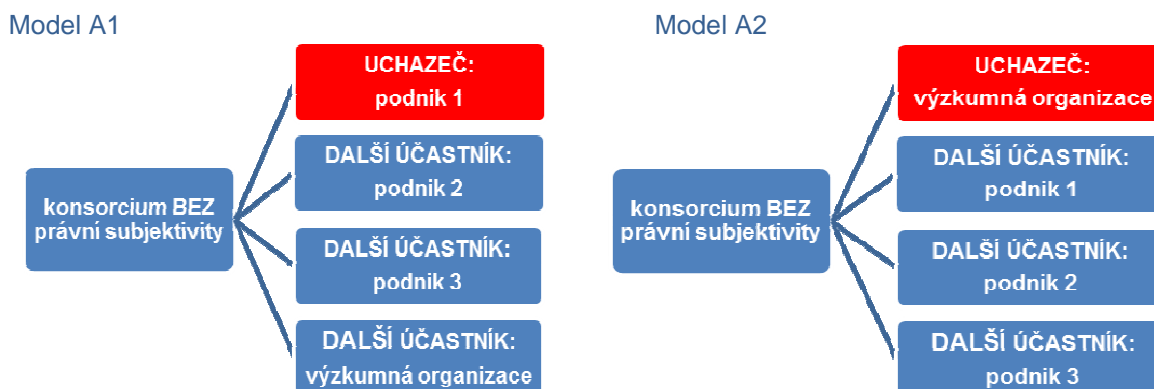 Model A1
UCHAZEČ:
podnik 1
DALŠÍ ÚČASTNÍK:
podnik 2
konsorcium BEZ
právní subjektivity
DALŠÍ ÚČASTNÍK:
podnik 3
DALŠÍ ÚČASTNÍK:
výzkumná organizace
Model A2
UCHAZEČ:
výzkumná organizace
DALŠÍ ÚČASTNÍK:
podnik 1
konsorcium BEZ
právní subjektivity
DALŠÍ ÚČASTNÍK:
podnik 2
DALŠÍ ÚČASTNÍK:
podnik 3